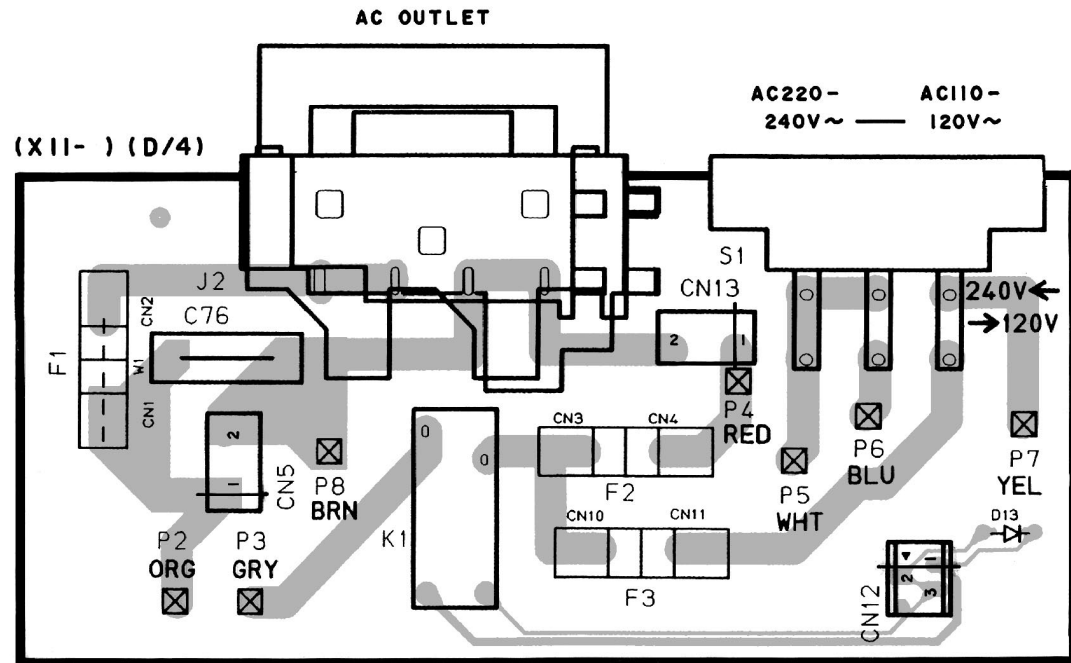 AC OUTLET
AC220-
240V~
AC110-
120V~
(X11- ) (D/4)
S1
J2
CN13
240V←
→120V
CN2
C76
F1
W1
2
1
CN1
P4
RED
CN3
CN4
P6
BLU
2
1
CN5
P8
BRN
F2
P5
WHT
P7
YEL
CN10
CN11
D13
P2
ORG
P3
GRY
K1
F3
4
1
2
3
CN12